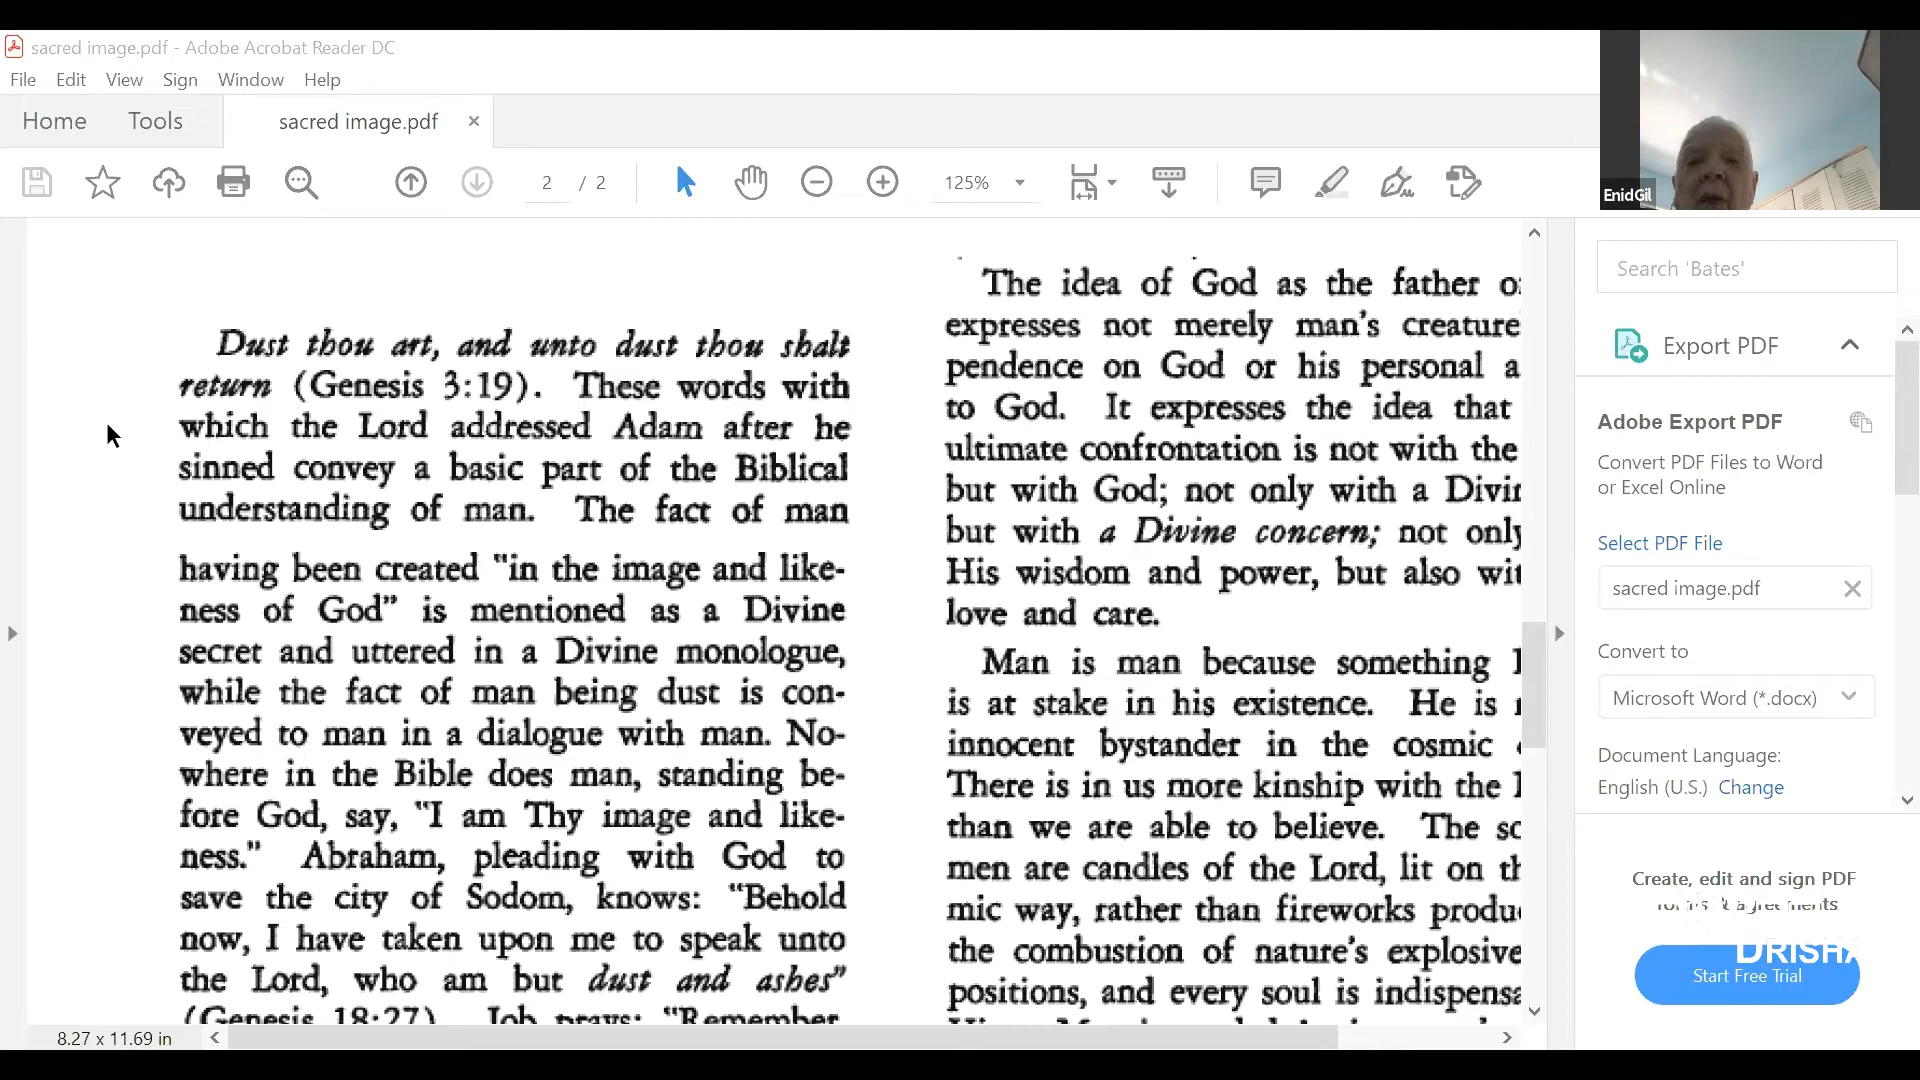 sacred image.pdf - Adobe Acrobat Reader DC
File Edit View Sign Window Help
Home Tools sacred image.pdf ×
2 / 2 125%
EnidGil
Dust thou art, and unto dust thou shalt
return (Genesis 3:19). These words with
which the Lord addressed Adam after he
sinned convey a basic part of the Biblical
understanding of man. The fact of man
having been created "in the image and like-
ness of God" is mentioned as a Divine
secret and uttered in a Divine monologue,
while the fact of man being dust is con-
veyed to man in a dialogue with man. No-
where in the Bible does man, standing be-
fore God, say, "I am Thy image and like-
ness." Abraham, pleading with God to
save the city of Sodom, knows: "Behold
now, I have taken upon me to speak unto
the Lord, who am but dust and ashes"
(Genesis 18:27). Job prays: "Remember
The idea of God as the father
expresses not merely man's creature
pendence on God or his personal
to God. It expresses the idea that
ultimate confrontation is not with the
but with God; not only with a
but with a Divine concern; not only
His wisdom and power, but also
love and care.
Man is man because something
is at stake in his existence. He is
innocent bystander in the cosmic
There is in us more kinship with the
than we are able to believe. The
men are candles of the Lord, lit on
mic way, rather than fireworks
the combustion of nature's explosive
positions, and every soul is
Search 'Bates'
Export PDF
Adobe Export PDF
Convert PDF Files to Word
or Excel Online
Select PDF File
sacred image.pdf
Convert to
Microsoft Word (*.docx)
Document Language:
English (U.S.) Change
Create, edit and sign PDF
DRISHA
Start Free Trial
8.27 x 11.69 in